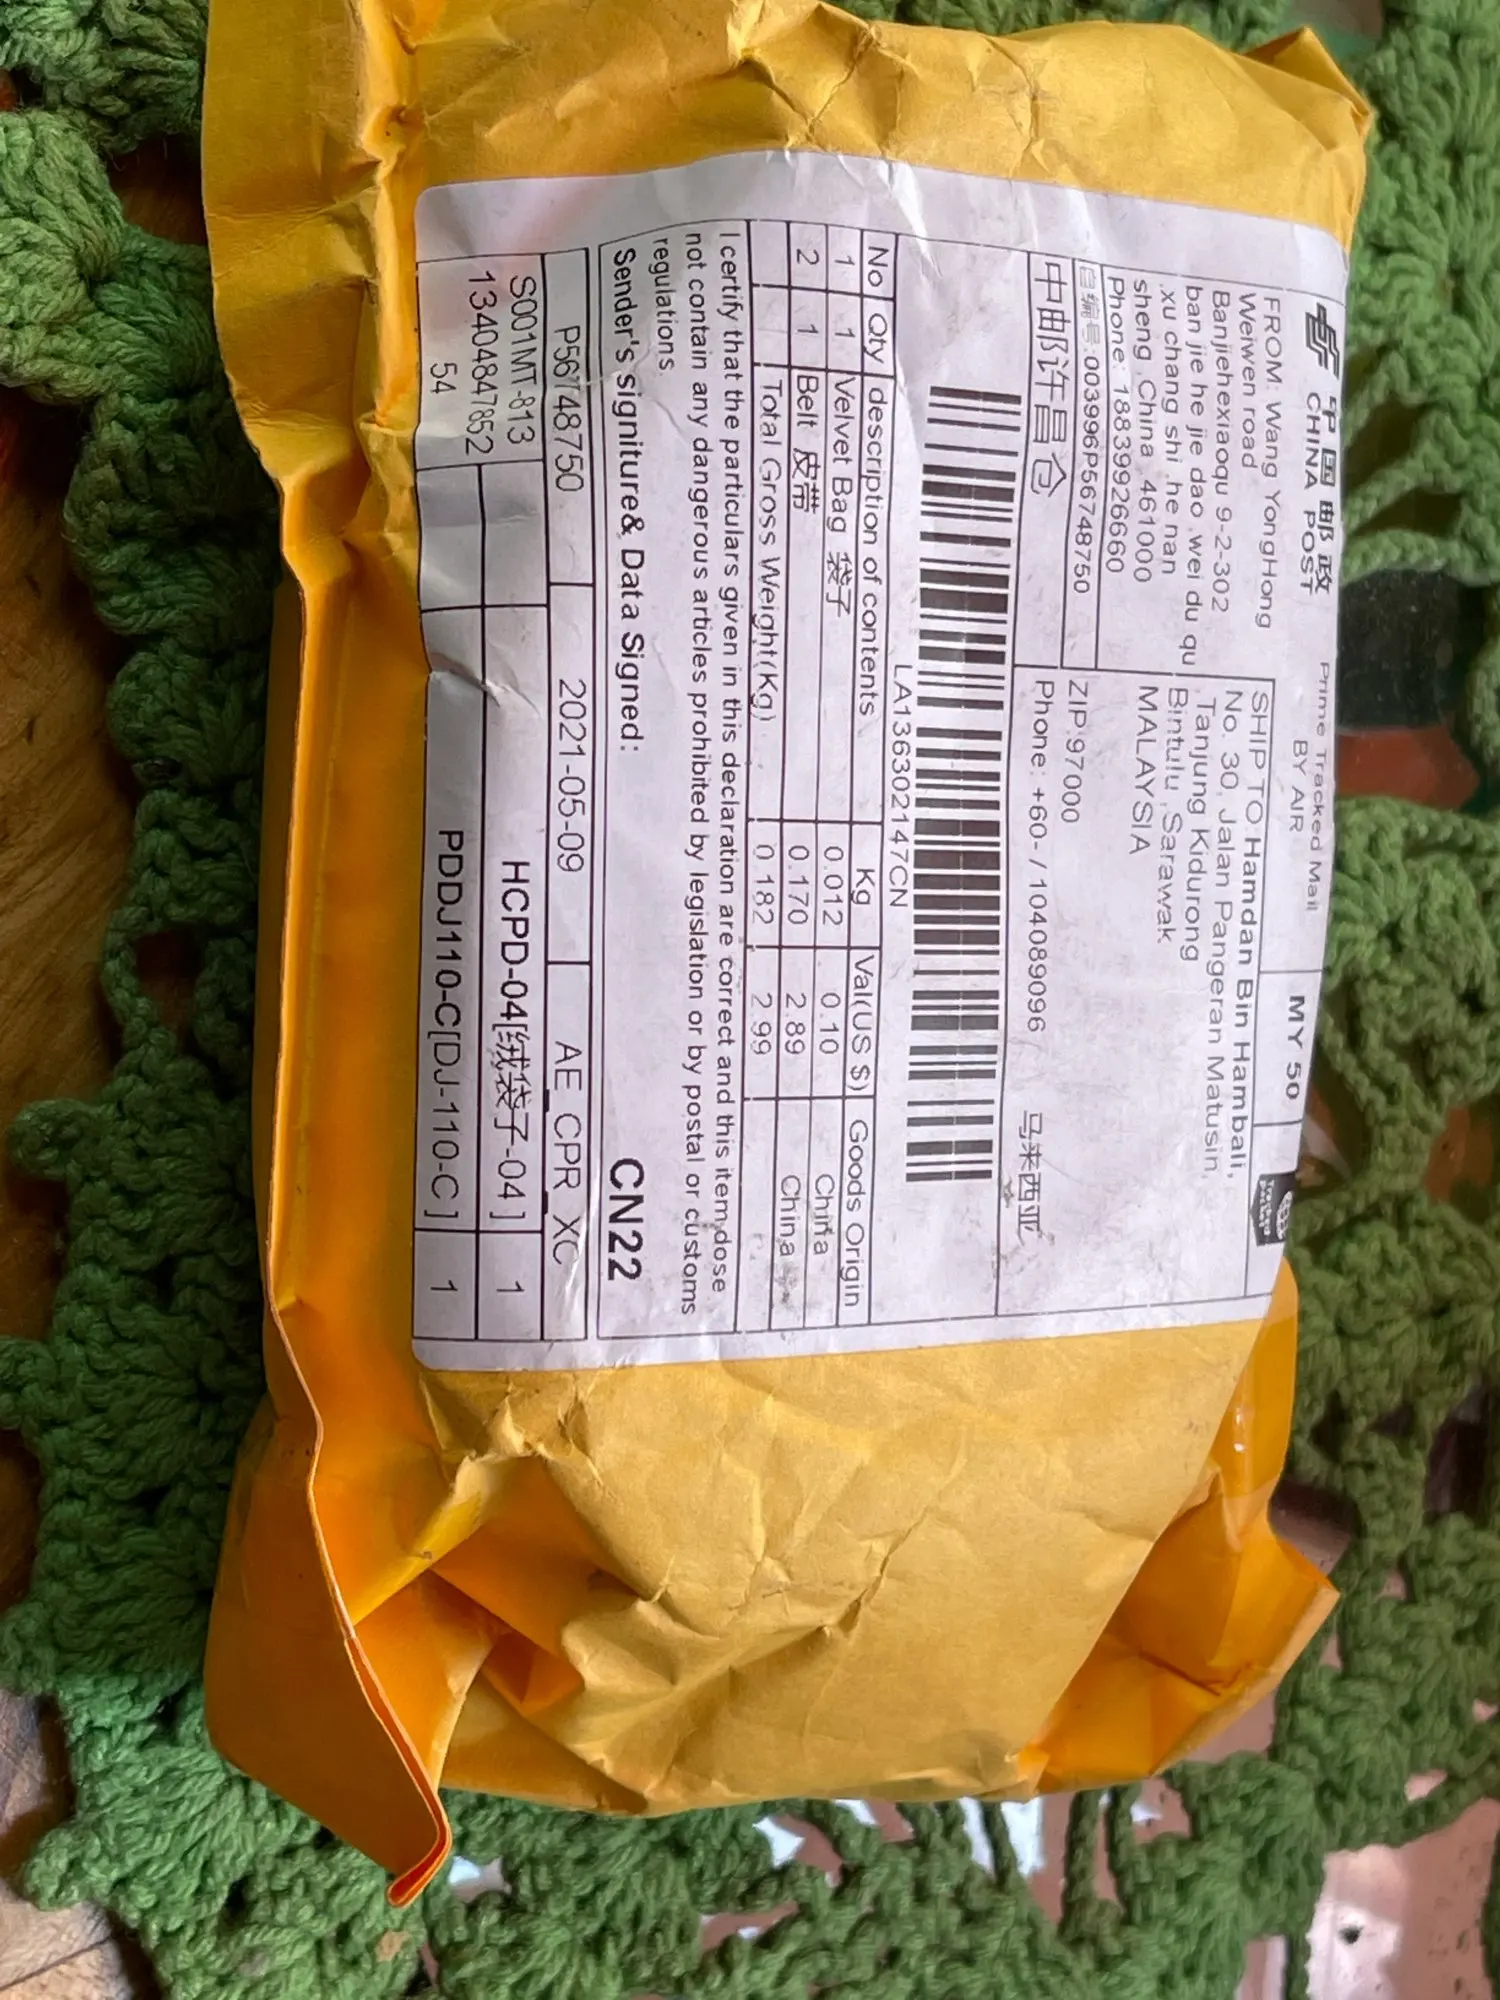 中国邮政
CHINA POST
Prime Tracked Mail
BY AIR
MY 50
FROM: Wang YongHong
Weiwen road
Banjiehexiaoqu 9-2-302
ban jie he jie dao ,wei du qu
,xu chang shi ,he nan
sheng ,China ,461000
Phone: 18839926660
自编号:003996P56748750
中邮许昌仓
SHIP TO:Hamdan Bin Hambali,
No. 30, Jalan Pangeran Matusin,
,Tanjung Kidurong
Bintulu ,Sarawak
MALAYSIA
ZIP:97000
Phone: +60- / 104089096 马来西亚
LA136302147CN
No Qty description of contents Kg Val(US $) Goods Origin
1 1 Velvet Bag 袋子 0.012 0.10 China
2 1 Belt 皮带 0.170 2.89 China
Total Gross Weight(Kg) 0.182 2.99
I certify that the particulars given in this declaration are correct and this item dose
not contain any dangerous articles prohibited by legislation or by postal or customs
regulations.
Sender's signiture& Data Signed: CN22
P56748750 2021-05-09 AE_CPR_XC
S001MT-813 HCPD-04[绒袋子-04 ] 1
1340484785​2
54
PDDJ110-C[DJ-110-C ] 1